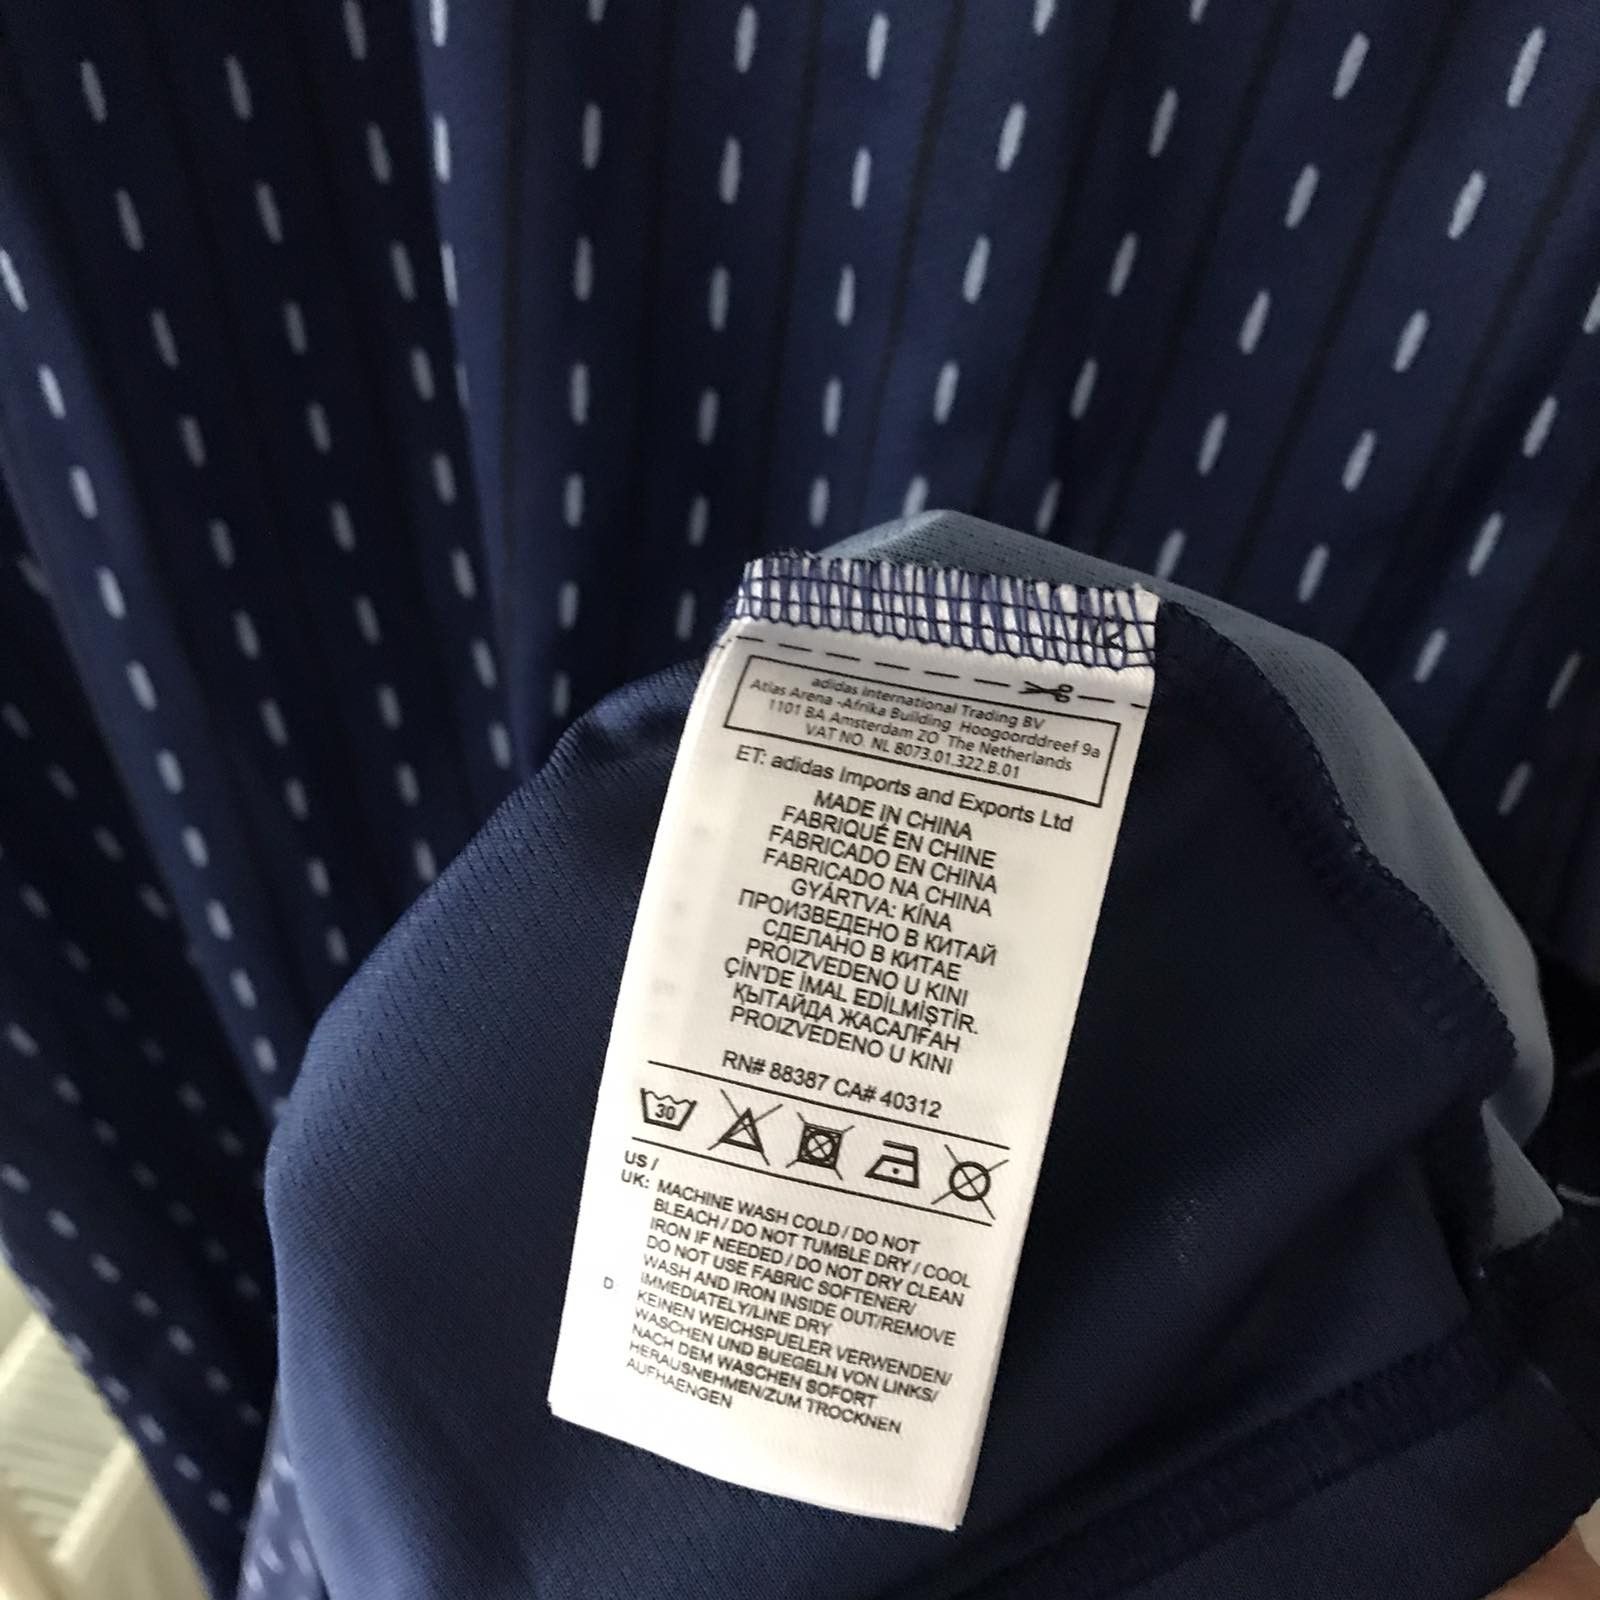 adidas International Trading BV
Atlas Arena -Afrika Building Hoogoorddreef 9a
1101 BA Amsterdam ZO The Netherlands
VAT NO. NL 8073.01.322.B.01
ET: adidas Imports and Exports Ltd
MADE IN CHINA
FABRIQUÉ EN CHINE
FABRICADO EN CHINA
FABRICADO NA CHINA
GYÁRTVA: KÍNA
ПРОИЗВЕДЕНО В КИТАЙ
СДЕЛАНО В КИТАЕ
PROIZVEDENO U KINI
ÇİN'DE İMAL EDİLMİŞTİR.
ҚЫТАЙДА ЖАСАЛҒАН
PROIZVEDENO U KINI
RN# 88387 CA# 40312
30
US /
UK: MACHINE WASH COLD / DO NOT
BLEACH / DO NOT TUMBLE DRY / COOL
IRON IF NEEDED / DO NOT DRY CLEAN
DO NOT USE FABRIC SOFTENER/
WASH AND IRON INSIDE OUT/REMOVE
IMMEDIATELY/LINE DRY
D: KEINEN WEICHSPUELER VERWENDEN/
WASCHEN UND BUEGELN VON LINKS/
NACH DEM WASCHEN SOFORT
HERAUSNEHMEN/ZUM TROCKNEN
AUFHAENGEN